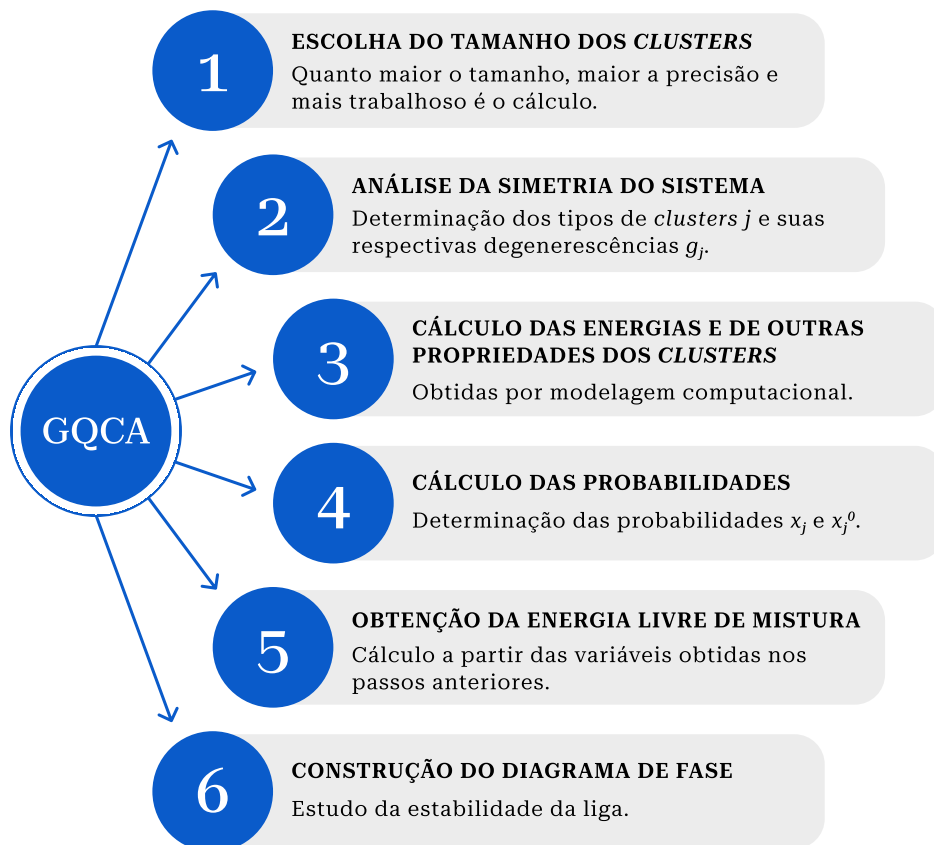 1
ESCOLHA DO TAMANHO DOS CLUSTERS
Quanto maior o tamanho, maior a precisão e
mais trabalhoso é o cálculo.
2
ANÁLISE DA SIMETRIA DO SISTEMA
Determinação dos tipos de clusters j e suas
respectivas degenerescências gⱼ.
3
CÁLCULO DAS ENERGIAS E DE OUTRAS
PROPRIEDADES DOS CLUSTERS
Obtidas por modelagem computacional.
GQCA
4
CÁLCULO DAS PROBABILIDADES
Determinação das probabilidades xⱼ e xⱼ⁰.
5
OBTENÇÃO DA ENERGIA LIVRE DE MISTURA
Cálculo a partir das variáveis obtidas nos
passos anteriores.
6
CONSTRUÇÃO DO DIAGRAMA DE FASE
Estudo da estabilidade da liga.